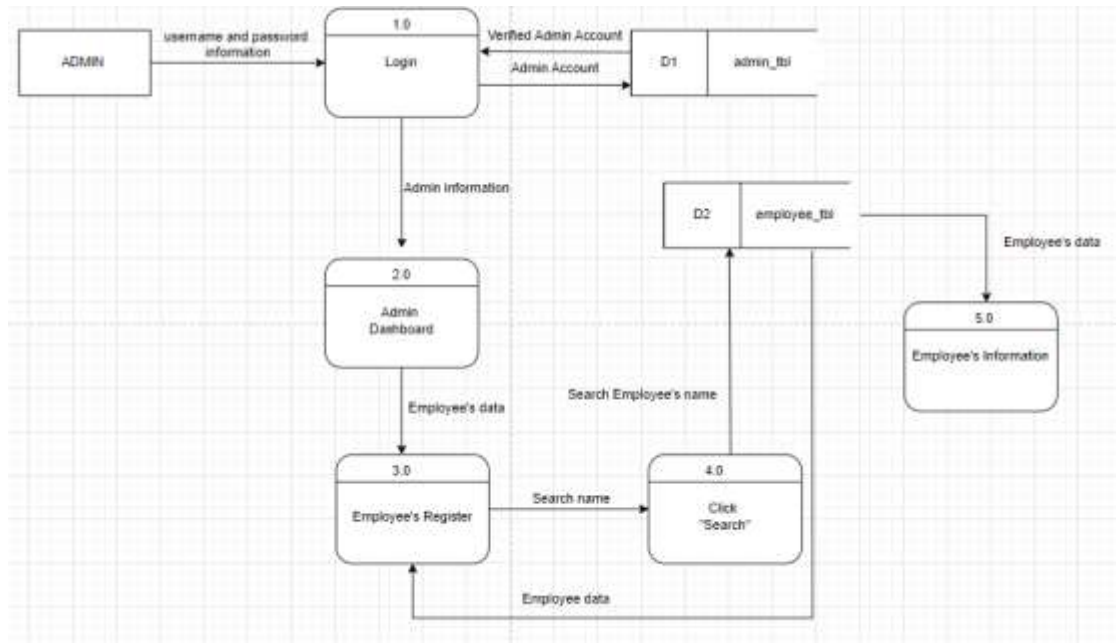 1.0
username and password
information
Verified Admin Account
ADMIN
Login
D1
admin_tbl
Admin Account
Admin Information
D2
employee_tbl
Employee's data
2.0
Admin
Dashboard
5.0
Employee's Information
Search Employee's name
Employee's data
3.0
4.0
Search name
Click
"Search"
Employee's Register
Employee data